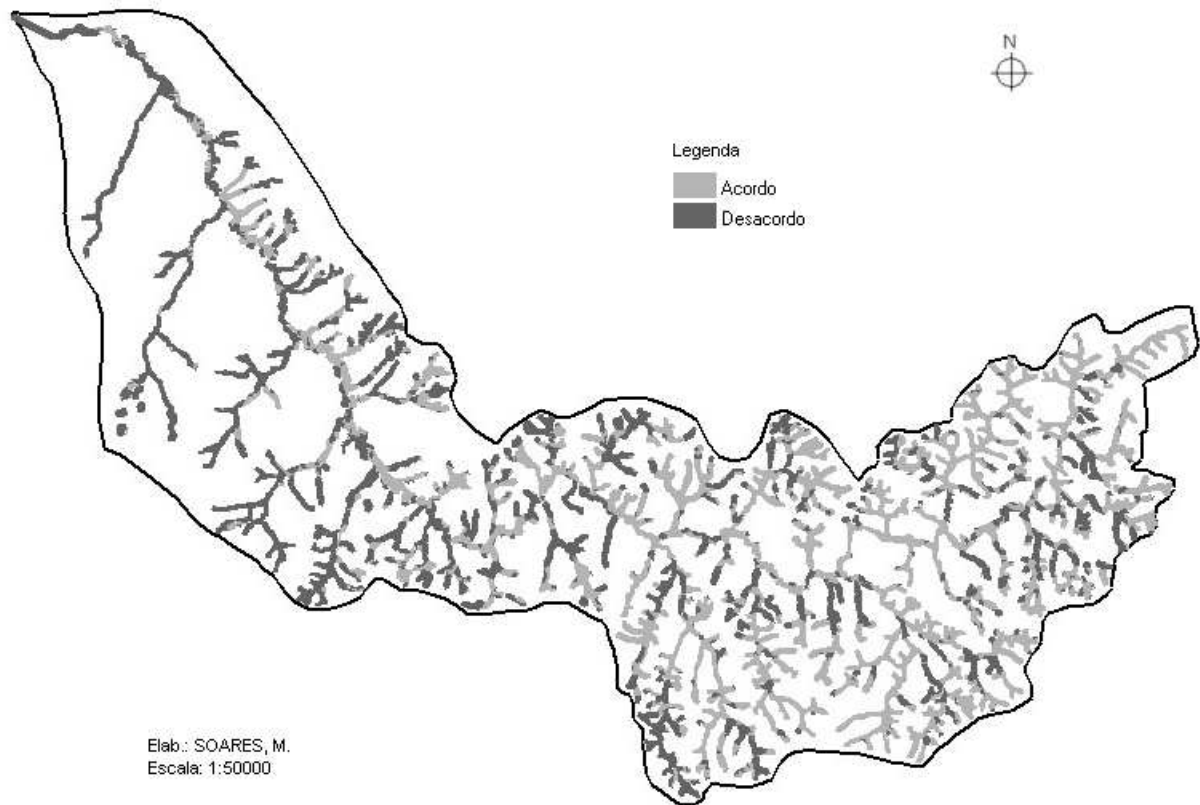 N
Legenda
Acordo
Desacordo
Elab.: SOARES, M.
Escala: 1:50000